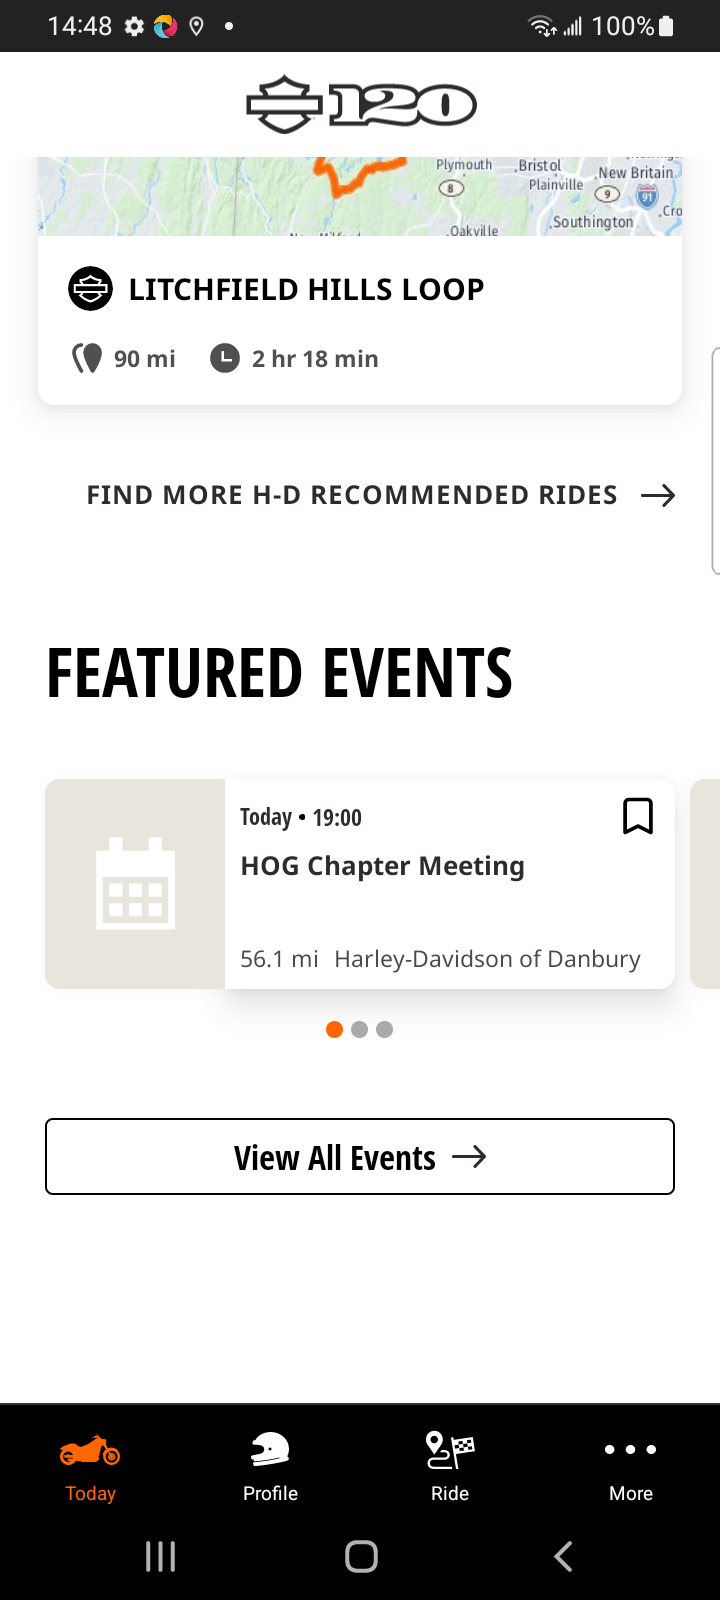 14:48
100%
120
Plymouth
Bristol
New Britain
Plainville
8
9
91
Cro
Southington
Oakville
LITCHFIELD HILLS LOOP
90 mi
2 hr 18 min
FIND MORE H-D RECOMMENDED RIDES
FEATURED EVENTS
Today • 19:00
HOG Chapter Meeting
56.1 mi Harley-Davidson of Danbury
View All Events
Today
Profile
Ride
More